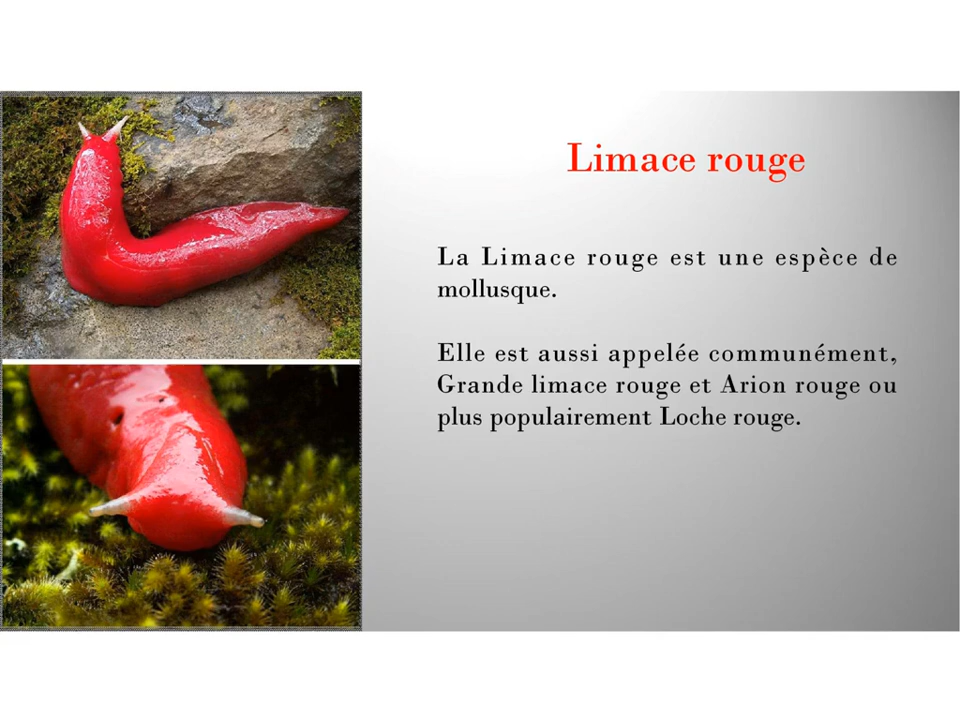 Limace rouge
La Limace rouge est une espèce de
mollusque.
Elle est aussi appelée communément,
Grande limace rouge et Arion rouge ou
plus populairement Loche rouge.